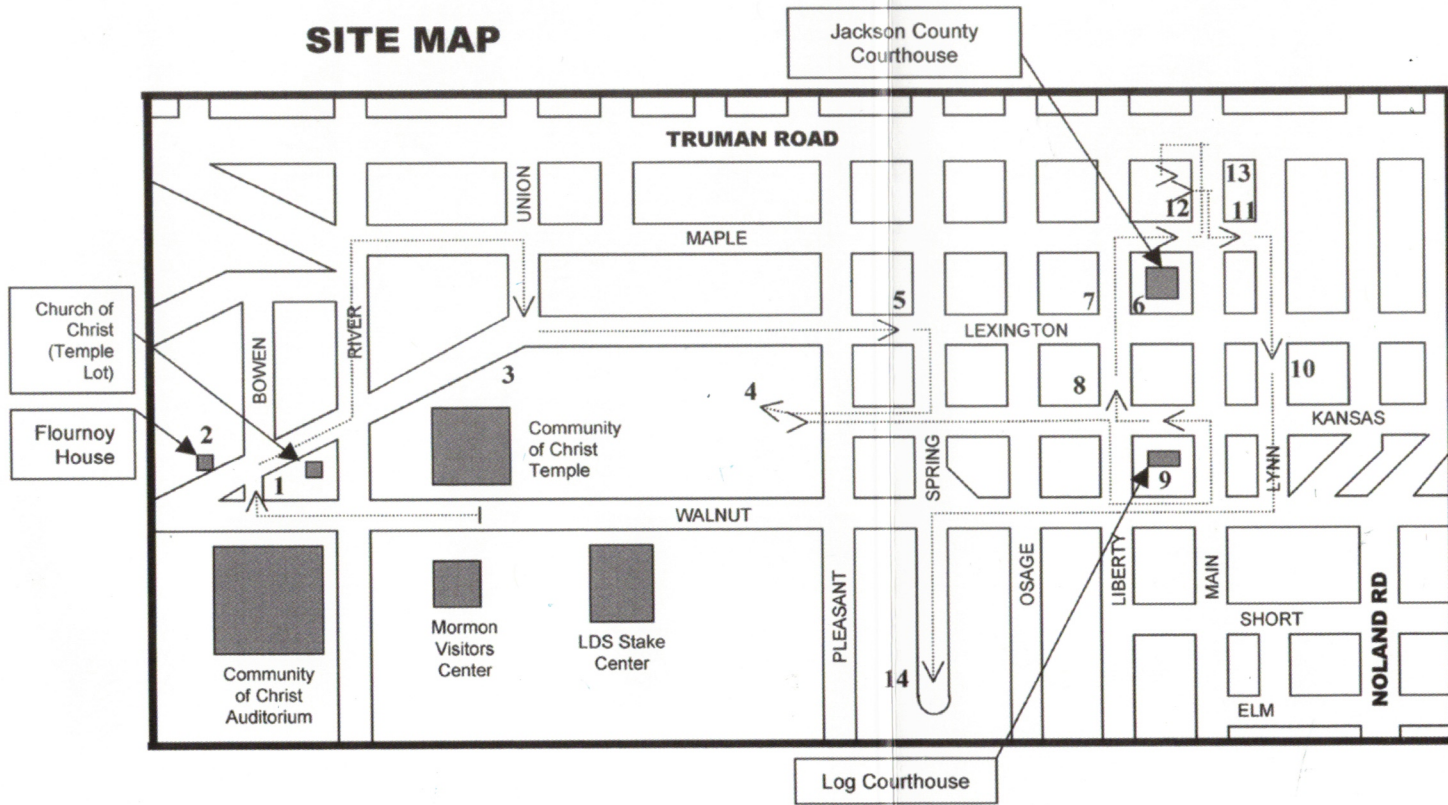 SITE MAP
Jackson County
Courthouse
TRUMAN ROAD
UNION
13
12
11
MAPLE
Church of
Christ
(Temple
Lot)
BOWEN
RIVER
5
7
6
LEXINGTON
3
4
8
10
KANSAS
Flournoy
House
2
1
Community
of Christ
Temple
SPRING
9
LYNN
WALNUT
Community
of Christ
Auditorium
Mormon
Visitors
Center
LDS Stake
Center
PLEASANT
14
OSAGE
LIBERTY
MAIN
SHORT
NOLAND RD
ELM
Log Courthouse